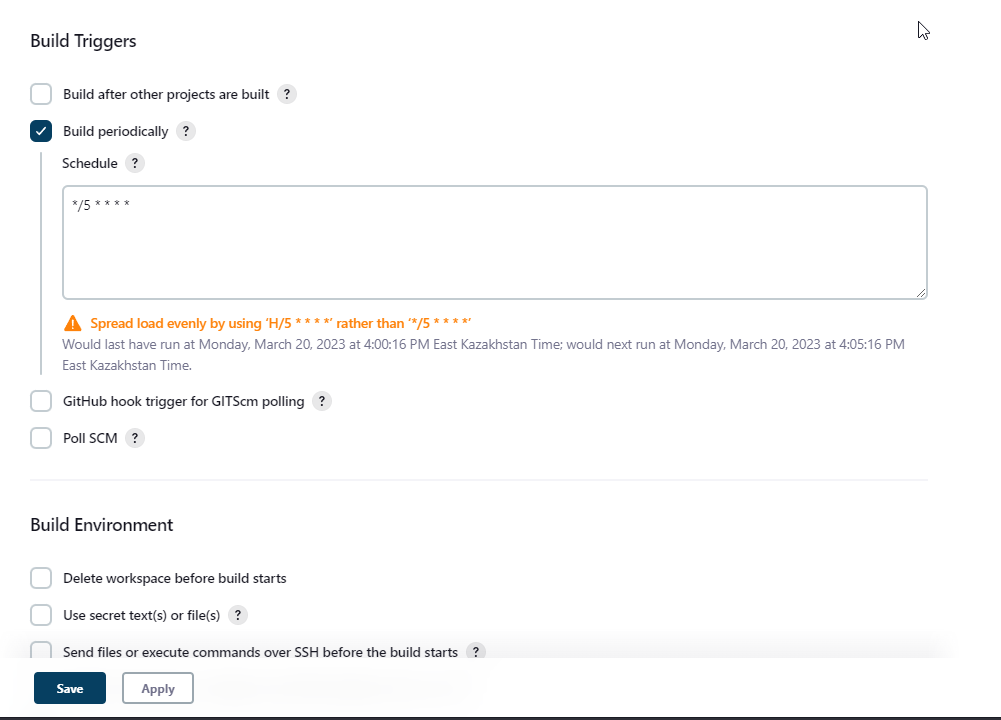 Build Triggers
Build after other projects are built ?
Build periodically ?
Schedule ?
*/5 * * * *
Spread load evenly by using ‘H/5 * * * *’ rather than ‘*/5 * * * *’
Would last have run at Monday, March 20, 2023 at 4:00:16 PM East Kazakhstan Time; would next run at Monday, March 20, 2023 at 4:05:16 PM
East Kazakhstan Time.
GitHub hook trigger for GITScm polling ?
Poll SCM ?
Build Environment
Delete workspace before build starts
Use secret text(s) or file(s) ?
Send files or execute commands over SSH before the build starts ?
Save Apply